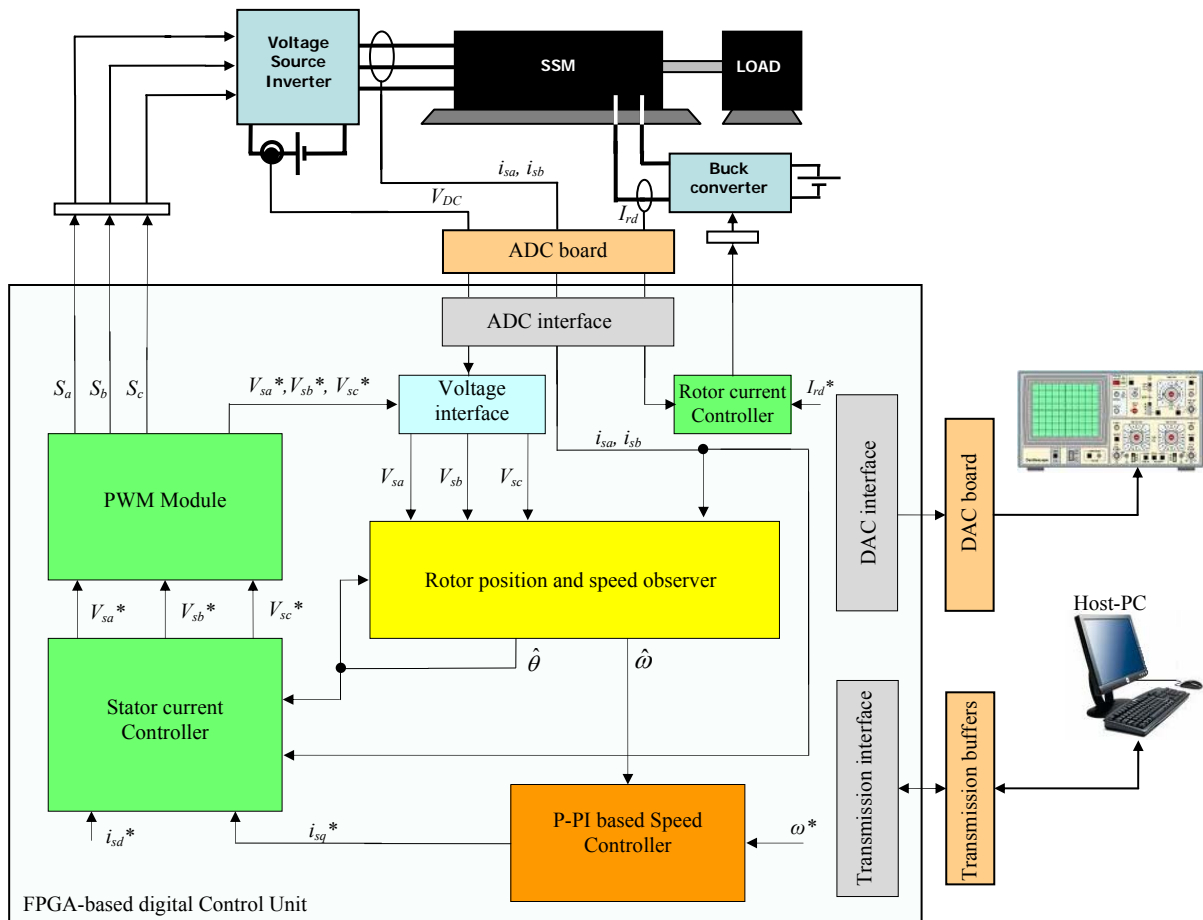 Voltage
Source
Inverter
SSM
LOAD
Buck
converter
i_sa, i_sb
V_DC
I_rd
ADC board
ADC interface
S_a
S_b
S_c
V_sa*, V_sb*, V_sc*
Voltage
interface
Rotor current
Controller
I_rd*
i_sa, i_sb
V_sa
V_sb
V_sc
PWM Module
Rotor position and speed observer
DAC interface
DAC board
V_sa*
V_sb*
V_sc*
θ̂
ω̂
Host-PC
Stator current
Controller
Transmission interface
Transmission buffers
P-PI based Speed
Controller
ω*
i_sd*
i_sq*
FPGA-based digital Control Unit